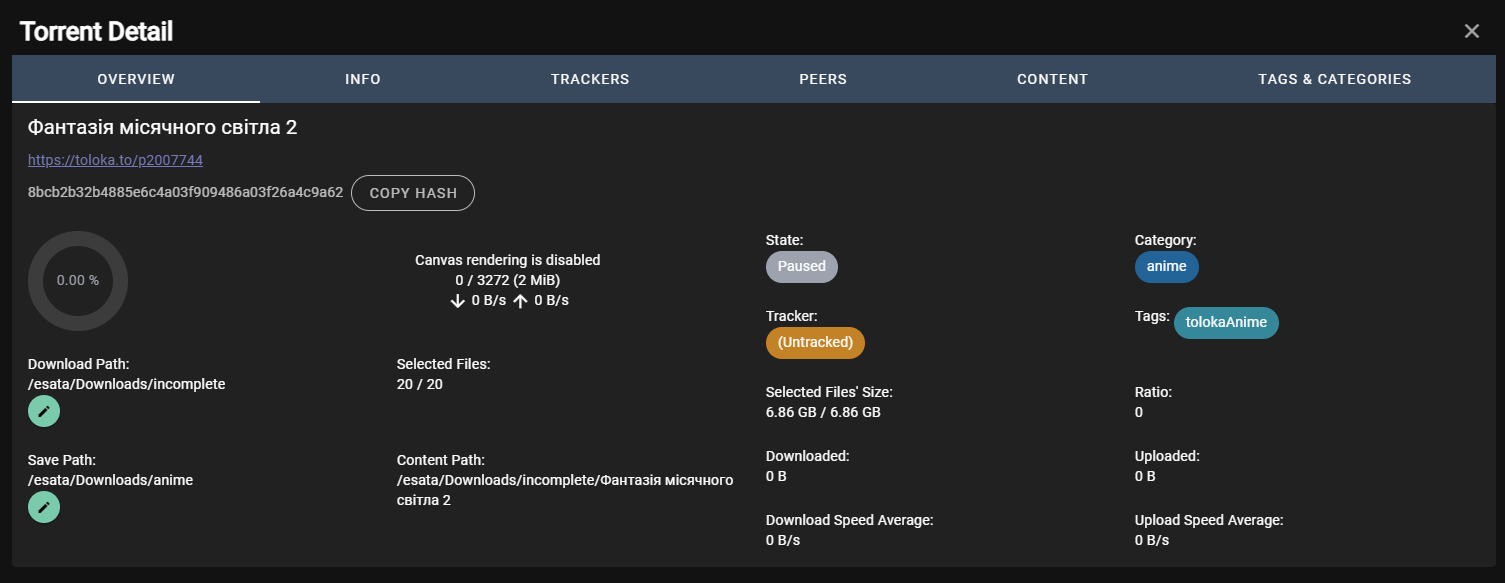 Torrent Detail
OVERVIEW
INFO
TRACKERS
PEERS
CONTENT
TAGS & CATEGORIES
Фантазія місячного світла 2
https://toloka.to/p2007744
8bcb2b32b4885e6c4a03f909486a03f26a4c9a62
COPY HASH
0.00 %
Canvas rendering is disabled
0 / 3272 (2 MiB)
0 B/s 0 B/s
State:
Paused
Category:
anime
Tracker:
(Untracked)
Tags: tolokaAnime
Download Path:
/esata/Downloads/incomplete
Selected Files:
20 / 20
Selected Files' Size:
6.86 GB / 6.86 GB
Ratio:
0
Save Path:
/esata/Downloads/anime
Content Path:
/esata/Downloads/incomplete/Фантазія місячного
світла 2
Downloaded:
0 B
Uploaded:
0 B
Download Speed Average:
0 B/s
Upload Speed Average:
0 B/s